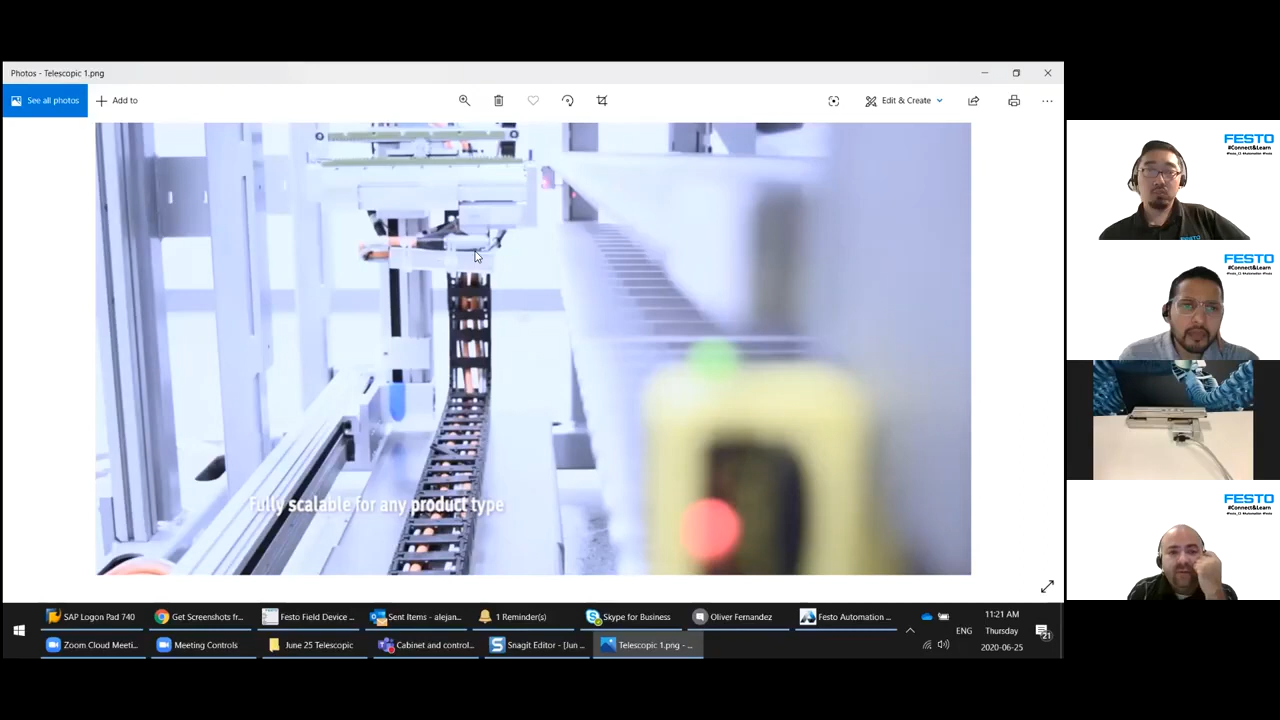 Photos - Telescopic 1.png
See all photos
Add to
Edit & Create
Fully scalable for any product type
FESTO
#Connect&Learn
FESTO
#Connect&Learn
FESTO
#Connect&Learn
SAP Logon Pad 740
Get Screenshots fr...
Festo Field Device ...
Sent Items - alejan...
1 Reminder(s)
Skype for Business
Oliver Fernandez
Festo Automation ...
ENG
11:21 AM
Thursday
2020-06-25
21
Zoom Cloud Meeti...
Meeting Controls
June 25 Telescopic
Cabinet and control...
Snagit Editor - [Jun ...
Telescopic 1.png - ...